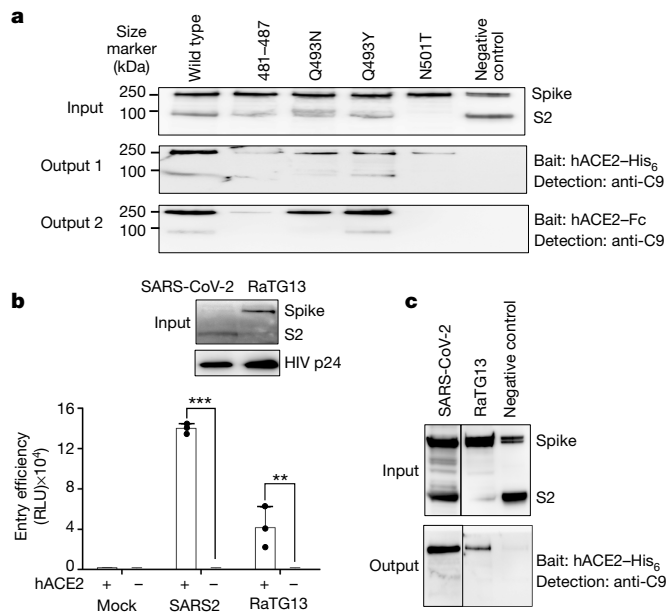 a
Size marker (kDa)
Wild type
481–487
Q493N
Q493Y
N501T
Negative control
Input
250
100
Spike
S2
Output 1
250
100
Bait: hACE2–His6
Detection: anti-C9
Output 2
250
100
Bait: hACE2–Fc
Detection: anti-C9
b
SARS-CoV-2 RaTG13
Input
Spike
S2
HIV p24
Entry efficiency
(RLU)×10⁴
16
12
8
4
0
***
**
hACE2 + – + – + –
Mock SARS2 RaTG13
c
SARS-CoV-2
RaTG13
Negative control
Input
Spike
S2
Output
Bait: hACE2–His6
Detection: anti-C9